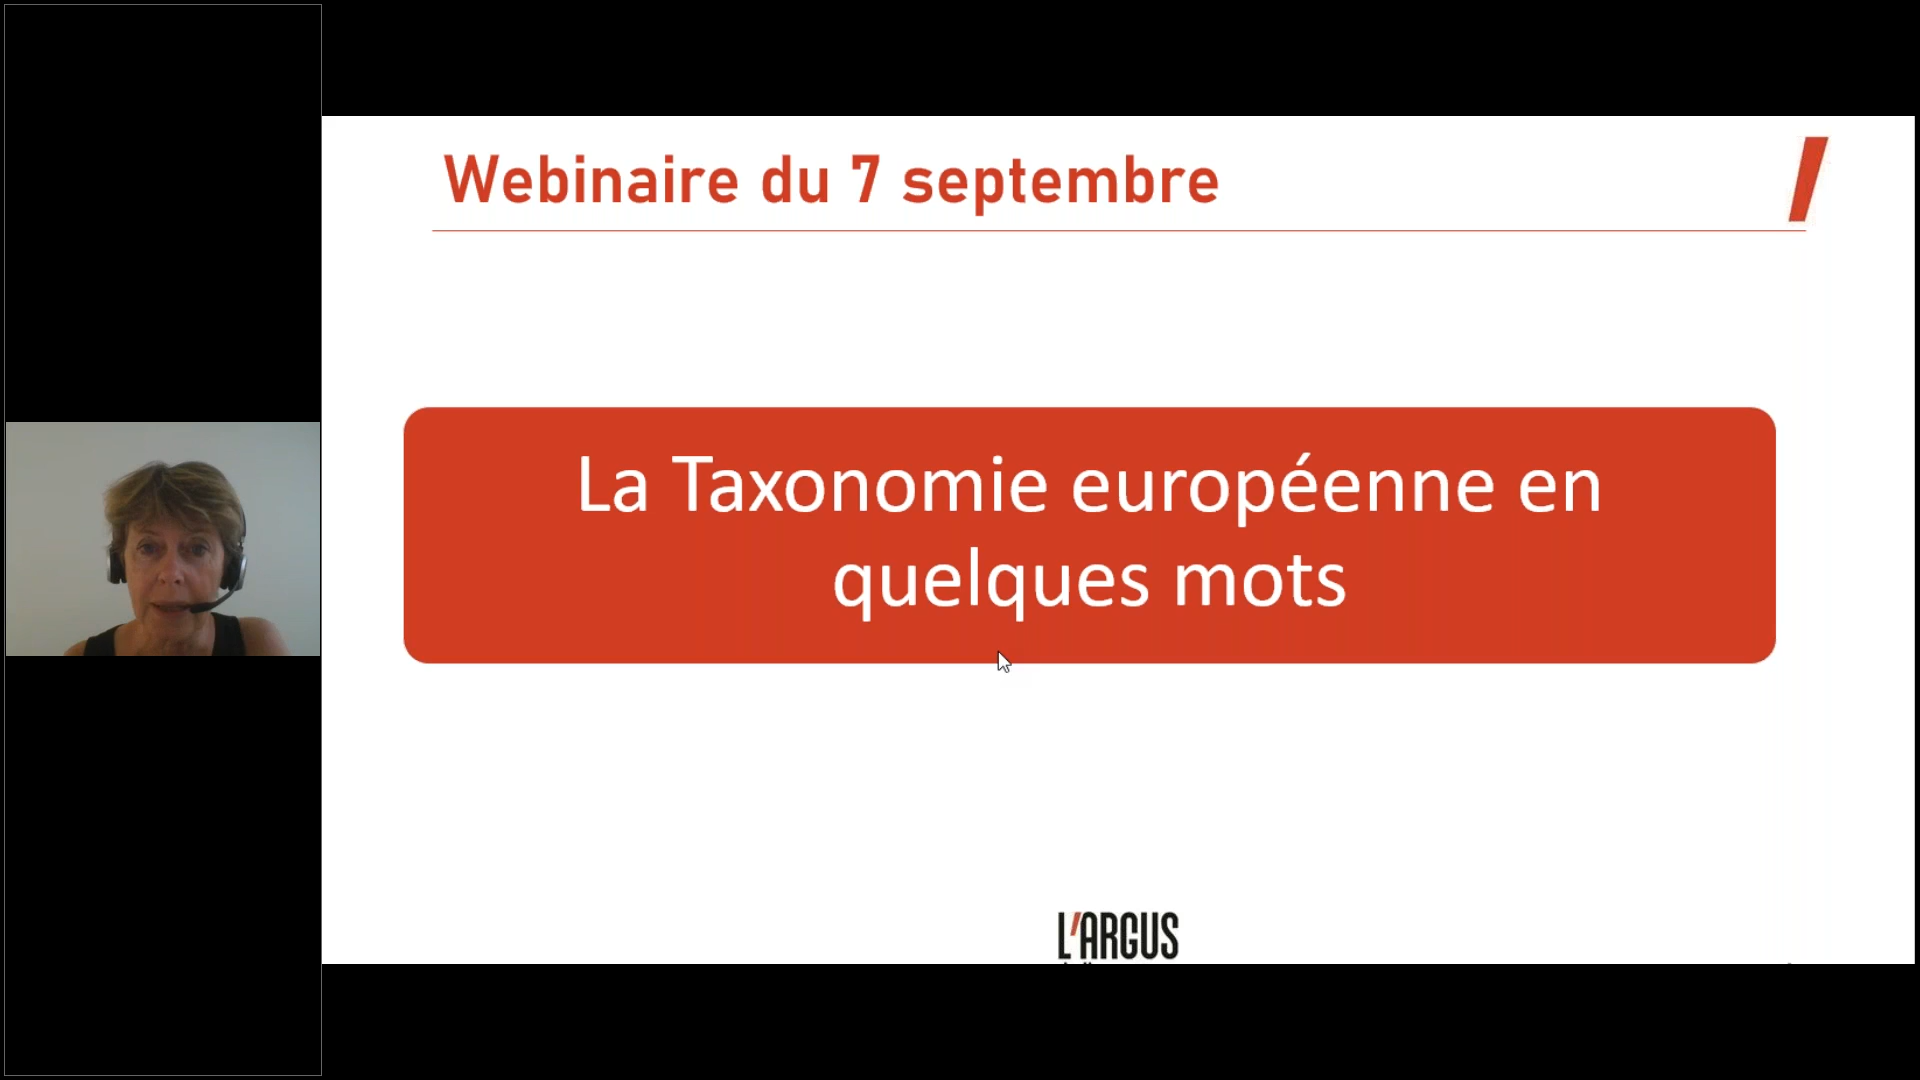 Webinaire du 7 septembre
La Taxonomie européenne en
quelques mots
L'ARGUS